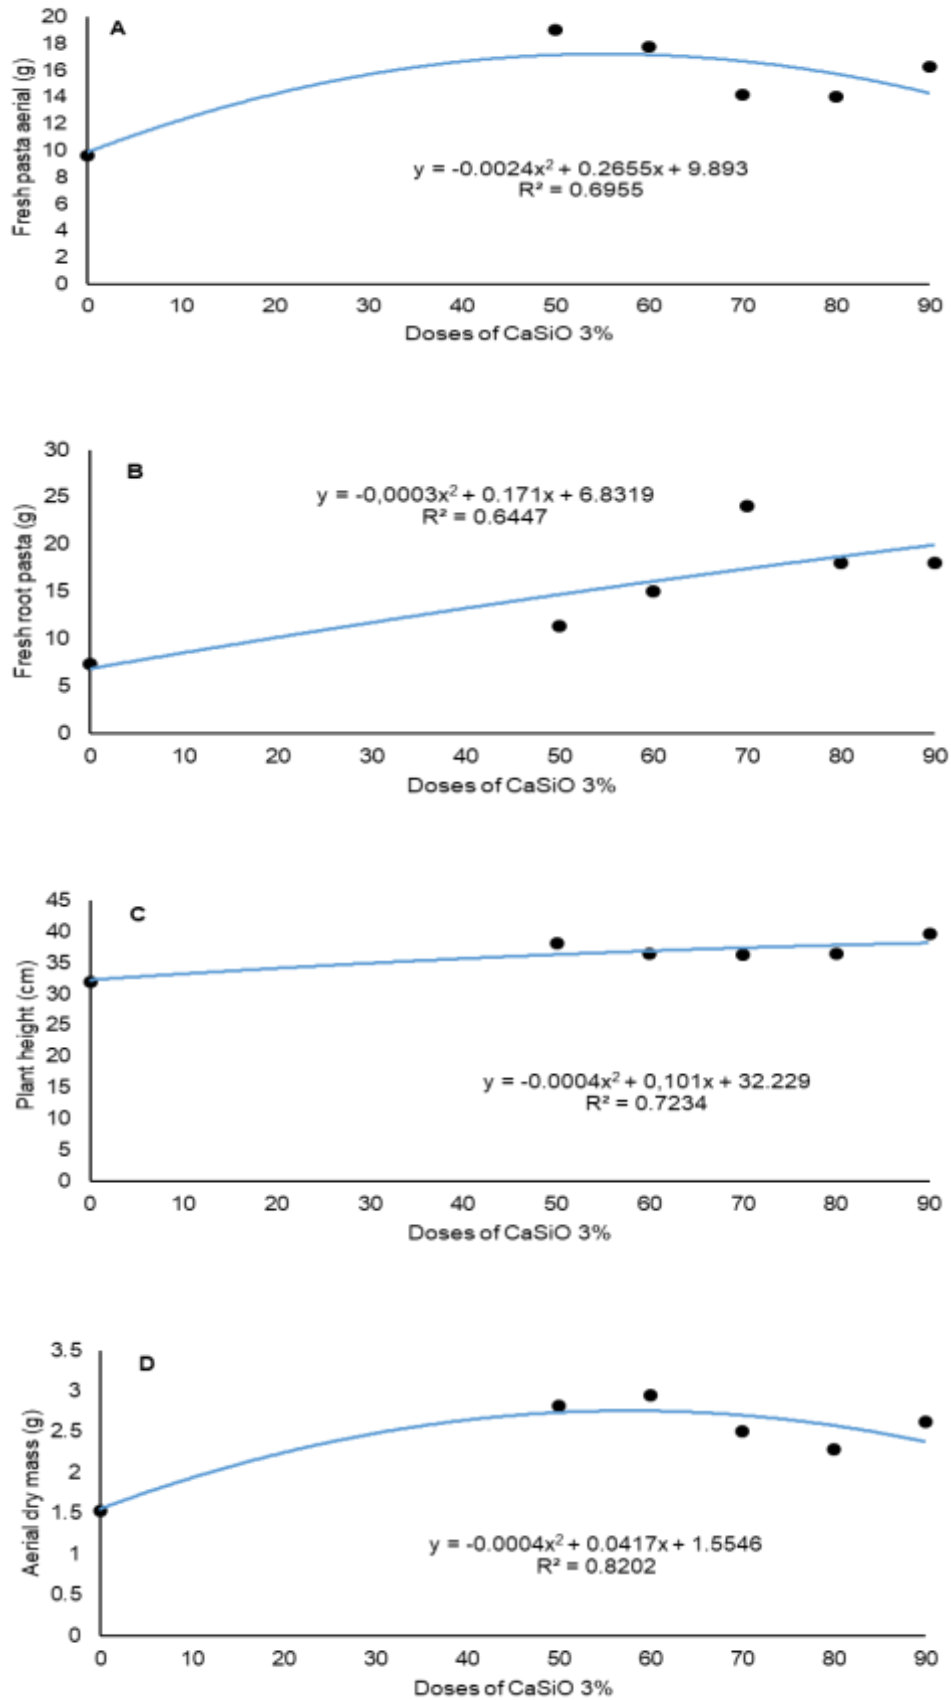 A
Fresh pasta aerial (g)
20
18
16
14
12
10
8
6
4
2
0
y = -0.0024x² + 0.2655x + 9.893
R² = 0.6955
0 10 20 30 40 50 60 70 80 90
Doses of CaSiO 3%
B
Fresh root pasta (g)
30
25
20
15
10
5
0
y = -0,0003x² + 0.171x + 6.8319
R² = 0.6447
0 10 20 30 40 50 60 70 80 90
Doses of CaSiO 3%
C
Plant height (cm)
45
40
35
30
25
20
15
10
5
0
y = -0.0004x² + 0,101x + 32.229
R² = 0.7234
0 10 20 30 40 50 60 70 80 90
Doses of CaSiO 3%
D
Aerial dry mass (g)
3.5
3
2.5
2
1.5
1
0.5
0
y = -0.0004x² + 0.0417x + 1.5546
R² = 0.8202
0 10 20 30 40 50 60 70 80 90
Doses of CaSiO 3%